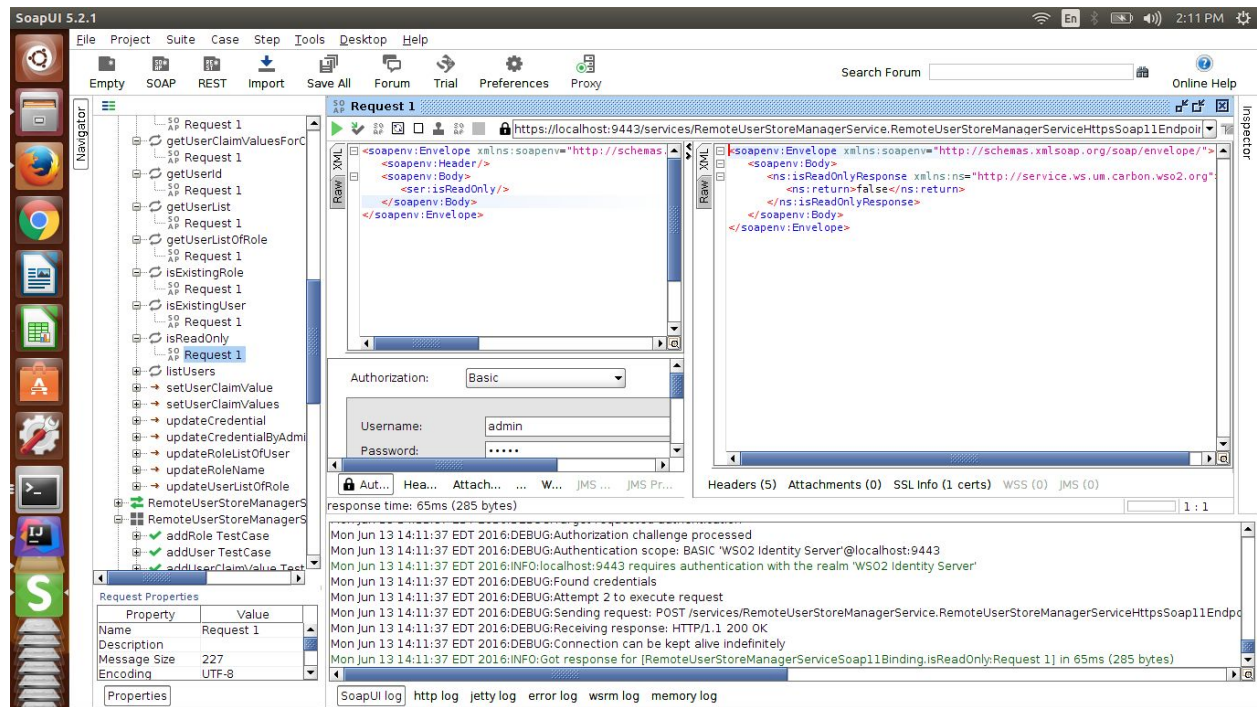 SoapUI 5.2.1
En
2:11 PM
File Project Suite Case Step Tools Desktop Help
Empty SOAP REST Import Save All Forum Trial Preferences Proxy
Search Forum
Online Help
Navigator
Request 1
getUserClaimValuesForC
Request 1
getUserId
Request 1
getUserList
Request 1
getUserListOfRole
Request 1
isExistingRole
Request 1
isExistingUser
Request 1
isReadOnly
Request 1
listUsers
setUserClaimValue
setUserClaimValues
updateCredential
updateCredentialByAdmi
updateRoleListOfUser
updateRoleName
updateUserListOfRole
RemoteUserStoreManagerS
RemoteUserStoreManagerS
addRole TestCase
addUser TestCase
addUserClaimValue Test
Request Properties
Property Value
Name Request 1
Description
Message Size 227
Encoding UTF-8
Properties
Request 1
https://localhost:9443/services/RemoteUserStoreManagerService.RemoteUserStoreManagerServiceHttpsSoap11Endpoir
XML
Raw
<soapenv:Envelope xmlns:soapenv="http://schemas.
<soapenv:Header/>
<soapenv:Body>
<ser:isReadOnly/>
</soapenv:Body>
</soapenv:Envelope>
Authorization: Basic
Username: admin
Password: •••••
Aut... Hea... Attach... ... W... JMS ... JMS Pr...
XML
Raw
<soapenv:Envelope xmlns:soapenv="http://schemas.xmlsoap.org/soap/envelope/">
<soapenv:Body>
<ns:isReadOnlyResponse xmlns:ns="http://service.ws.um.carbon.wso2.org"
<ns:return>false</ns:return>
</ns:isReadOnlyResponse>
</soapenv:Body>
</soapenv:Envelope>
Headers (5) Attachments (0) SSL Info (1 certs) WSS (0) JMS (0)
Inspector
response time: 65ms (285 bytes)
1 : 1
Mon Jun 13 14:11:37 EDT 2016:DEBUG:Authorization challenge processed
Mon Jun 13 14:11:37 EDT 2016:DEBUG:Authentication scope: BASIC 'WSO2 Identity Server'@localhost:9443
Mon Jun 13 14:11:37 EDT 2016:INFO:localhost:9443 requires authentication with the realm 'WSO2 Identity Server'
Mon Jun 13 14:11:37 EDT 2016:DEBUG:Found credentials
Mon Jun 13 14:11:37 EDT 2016:DEBUG:Attempt 2 to execute request
Mon Jun 13 14:11:37 EDT 2016:DEBUG:Sending request: POST /services/RemoteUserStoreManagerService.RemoteUserStoreManagerServiceHttpsSoap11Endpo
Mon Jun 13 14:11:37 EDT 2016:DEBUG:Receiving response: HTTP/1.1 200 OK
Mon Jun 13 14:11:37 EDT 2016:DEBUG:Connection can be kept alive indefinitely
Mon Jun 13 14:11:37 EDT 2016:INFO:Got response for [RemoteUserStoreManagerServiceSoap11Binding.isReadOnly:Request 1] in 65ms (285 bytes)
SoapUI log http log jetty log error log wsrm log memory log